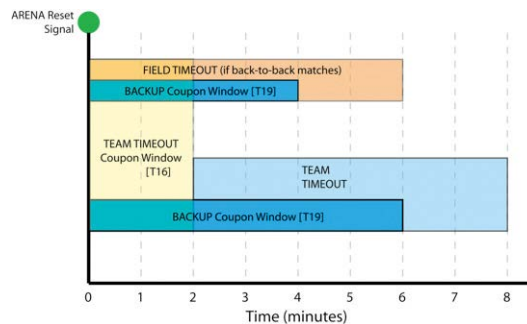 ARENA Reset
Signal
FIELD TIMEOUT (if back-to-back matches)
BACKUP Coupon Window [T19]
TEAM TIMEOUT
Coupon Window
[T16]
TEAM
TIMEOUT
BACKUP Coupon Window [T19]
0 1 2 3 4 5 6 7 8
Time (minutes)